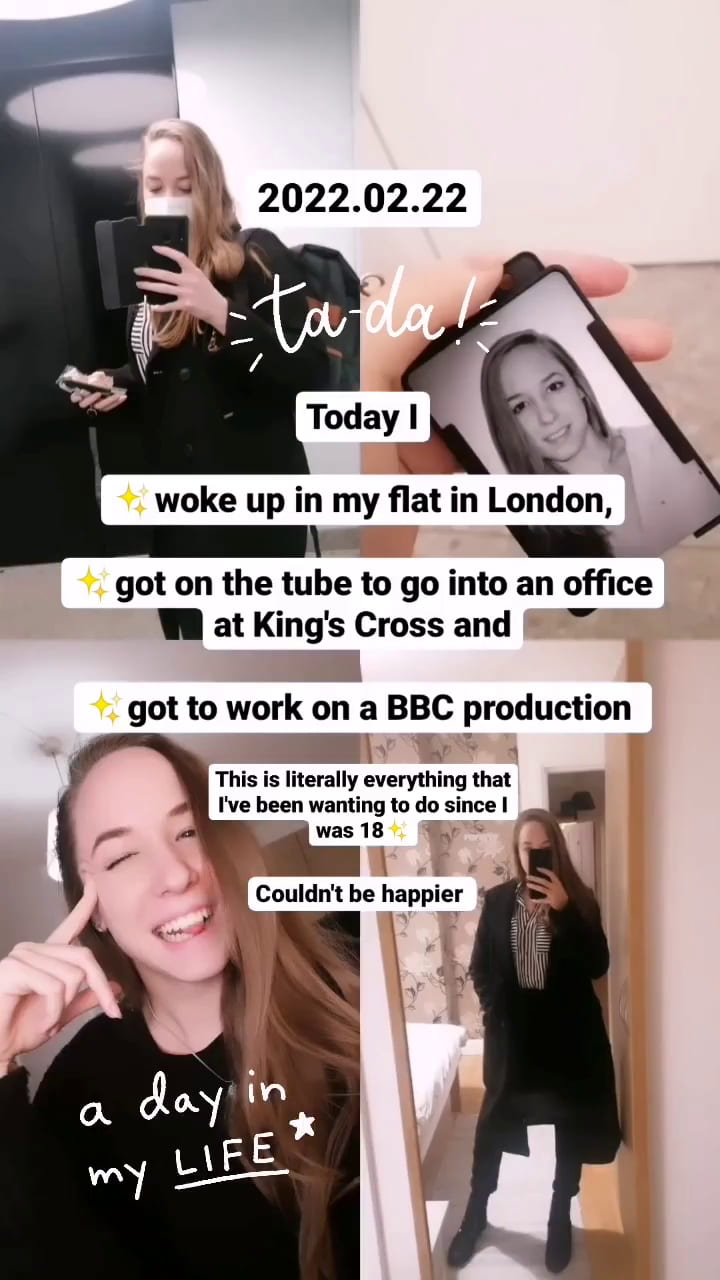 2022.02.22
ta-da!
Today I
✨woke up in my flat in London,
✨got on the tube to go into an office
at King's Cross and
✨got to work on a BBC production
This is literally everything that
I've been wanting to do since I
was 18✨
Couldn't be happier
a day in
my LIFE